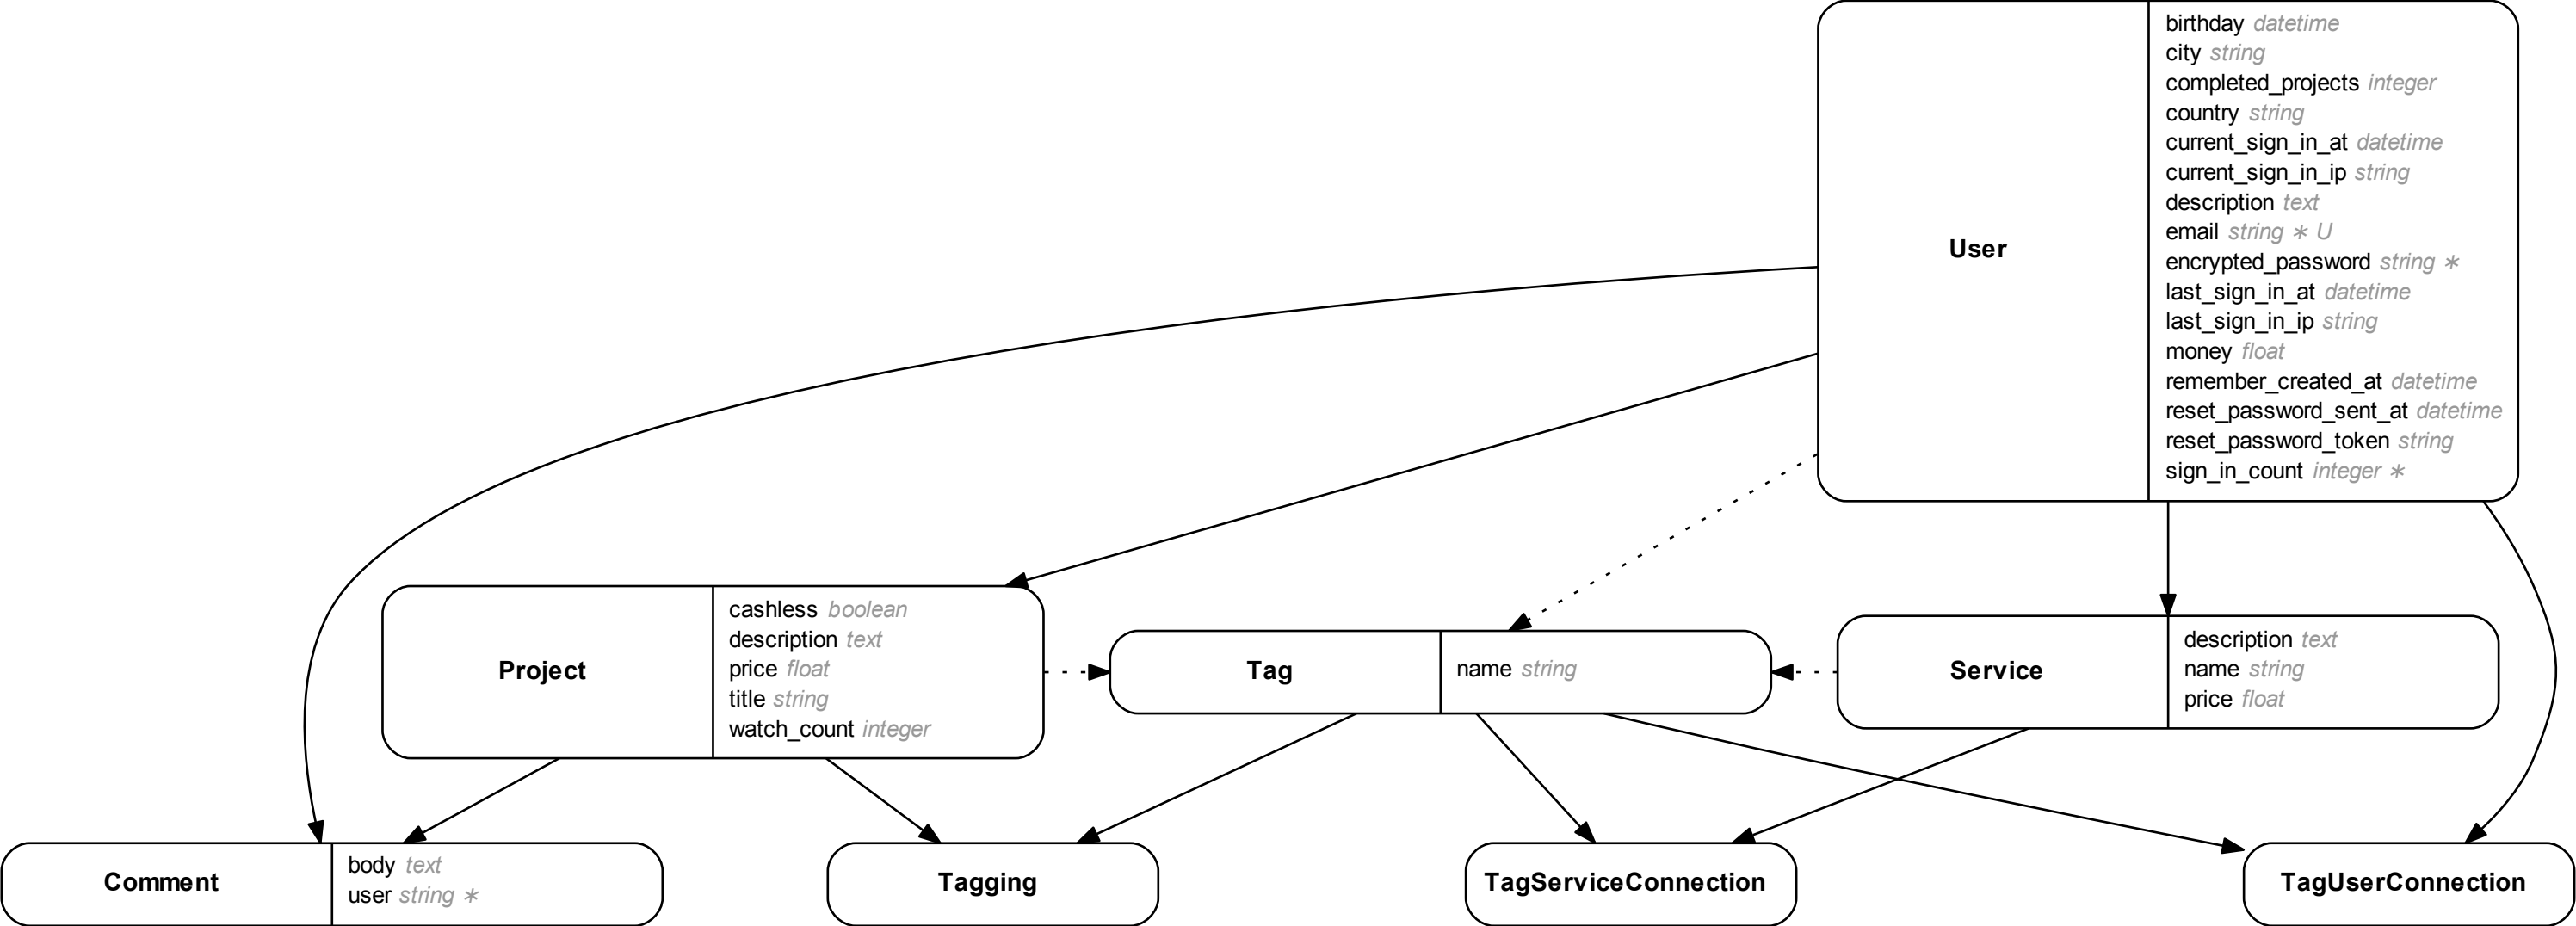 User
birthday datetime
city string
completed_projects integer
country string
current_sign_in_at datetime
current_sign_in_ip string
description text
email string ∗ U
encrypted_password string ∗
last_sign_in_at datetime
last_sign_in_ip string
money float
remember_created_at datetime
reset_password_sent_at datetime
reset_password_token string
sign_in_count integer ∗
Project
cashless boolean
description text
price float
title string
watch_count integer
Tag
name string
Service
description text
name string
price float
Comment
body text
user string ∗
Tagging
TagServiceConnection
TagUserConnection